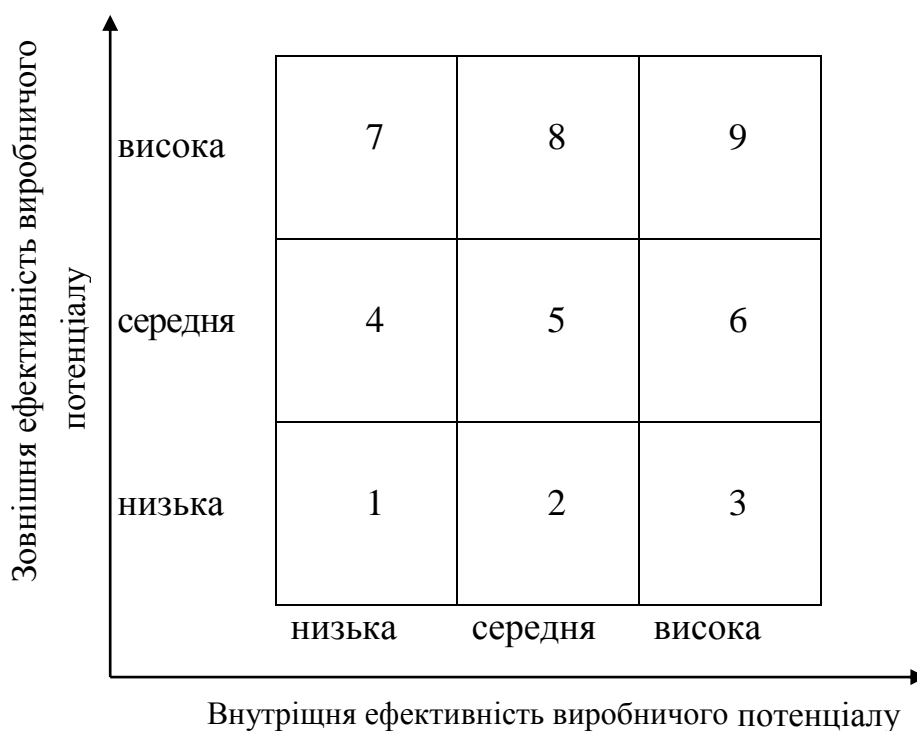 Зовнішня ефективність виробничого
потенціалу
висока
7 8 9
середня
4 5 6
низька
1 2 3
низька середня висока
Внутріщня ефективність виробничого потенціалу